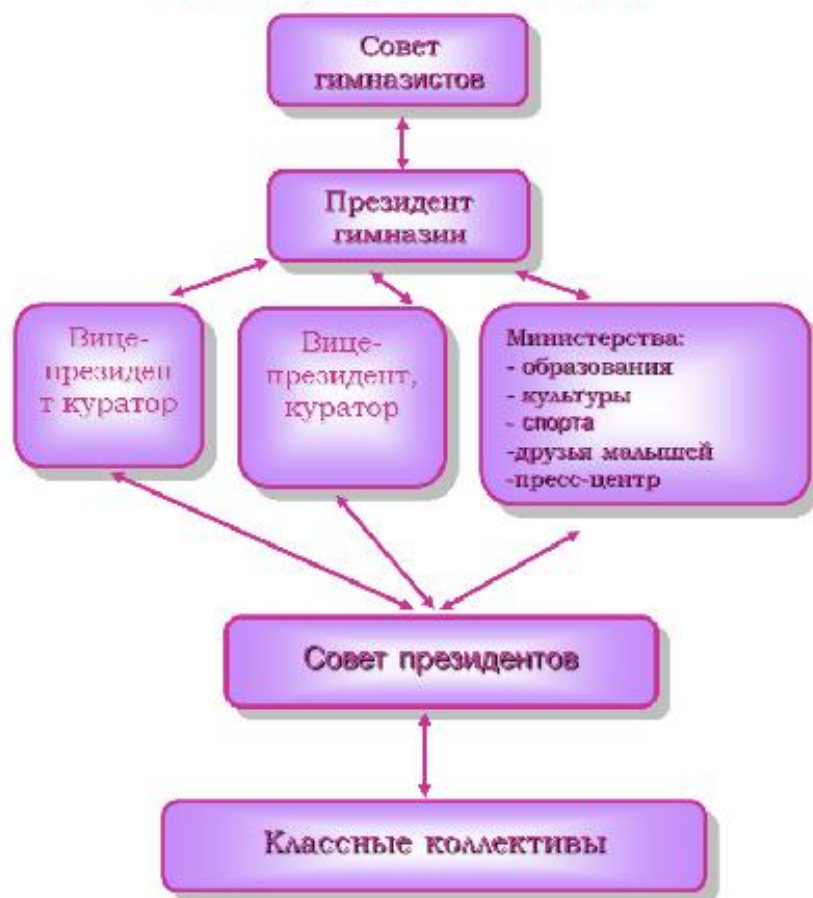 Совет
гимназистов
Президент
гимназии
Вице-
президен
т куратор
Вице-
президент,
куратор
Министерства:
- образования
- культуры
- спорта
-друзья малышей
-пресс-центр
Совет президентов
Классные коллективы